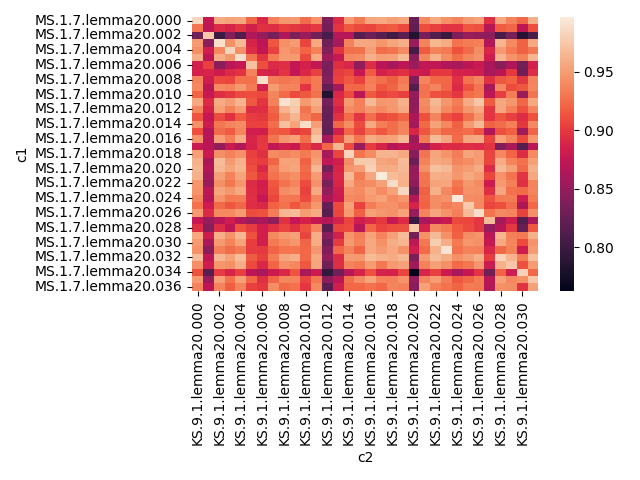 MS.1.7.lemma20.000
MS.1.7.lemma20.002
MS.1.7.lemma20.004
MS.1.7.lemma20.006
MS.1.7.lemma20.008
MS.1.7.lemma20.010
MS.1.7.lemma20.012
MS.1.7.lemma20.014
MS.1.7.lemma20.016
MS.1.7.lemma20.018
MS.1.7.lemma20.020
MS.1.7.lemma20.022
MS.1.7.lemma20.024
MS.1.7.lemma20.026
MS.1.7.lemma20.028
MS.1.7.lemma20.030
MS.1.7.lemma20.032
MS.1.7.lemma20.034
MS.1.7.lemma20.036
c1
KS.9.1.lemma20.000
KS.9.1.lemma20.002
KS.9.1.lemma20.004
KS.9.1.lemma20.006
KS.9.1.lemma20.008
KS.9.1.lemma20.010
KS.9.1.lemma20.012
KS.9.1.lemma20.014
KS.9.1.lemma20.016
KS.9.1.lemma20.018
KS.9.1.lemma20.020
KS.9.1.lemma20.022
KS.9.1.lemma20.024
KS.9.1.lemma20.026
KS.9.1.lemma20.028
KS.9.1.lemma20.030
c2
0.95
0.90
0.85
0.80